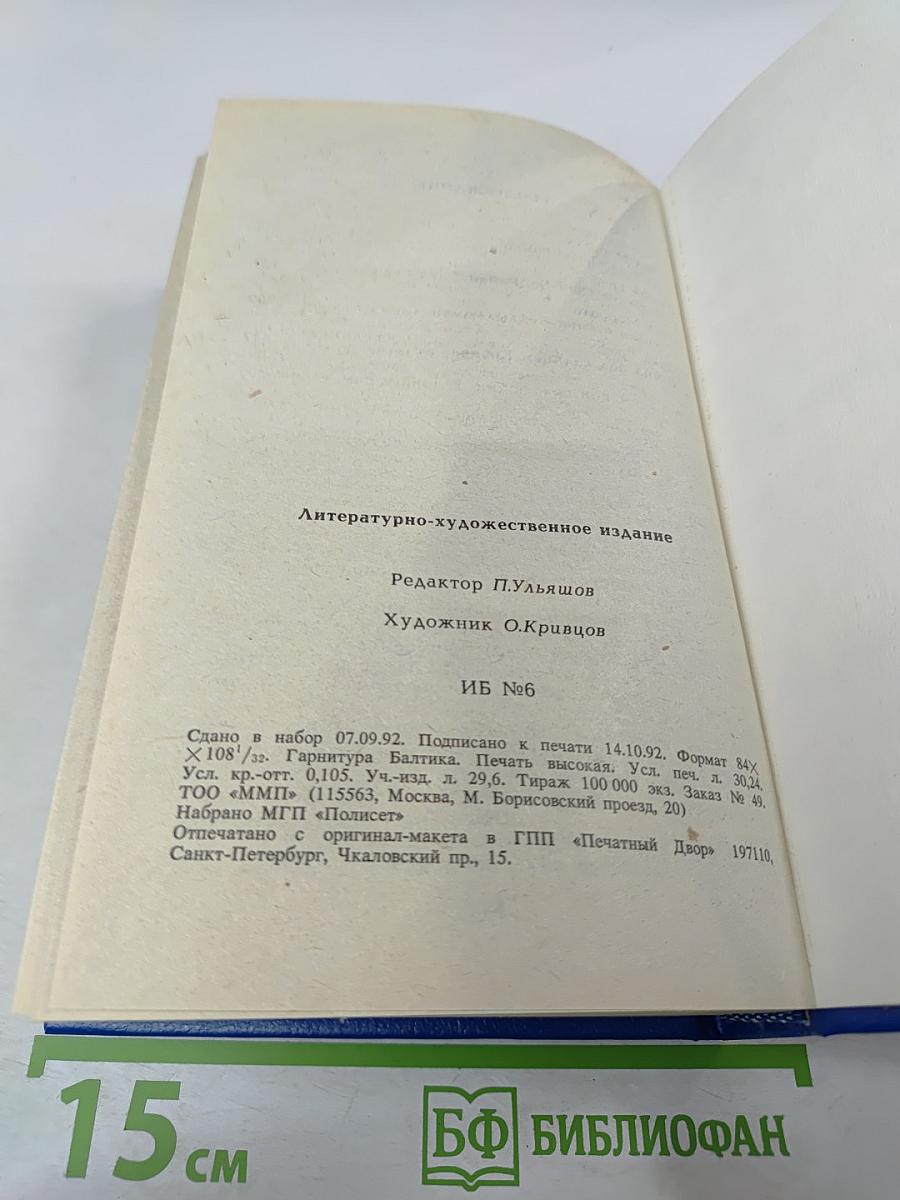 Литературно-художественное издание
Редактор П.Ульяшов
Художник О.Кривцов
ИБ №6
Сдано в набор 07.09.92. Подписано к печати 14.10.92. Формат 84×
×108¹/₃₂. Гарнитура Балтика. Печать высокая. Усл. печ. л. 30,24.
Усл. кр.-отт. 0,105. Уч.-изд. л. 29,6. Тираж 100 000 экз. Заказ № 49.
ТОО «ММП» (115563, Москва, М. Борисовский проезд, 20)
Набрано МГП «Полисет»
Отпечатано с оригинал-макета в ГПП «Печатный Двор» 197110,
Санкт-Петербург, Чкаловский пр., 15.
15 см
БФ БИБЛИОФАН